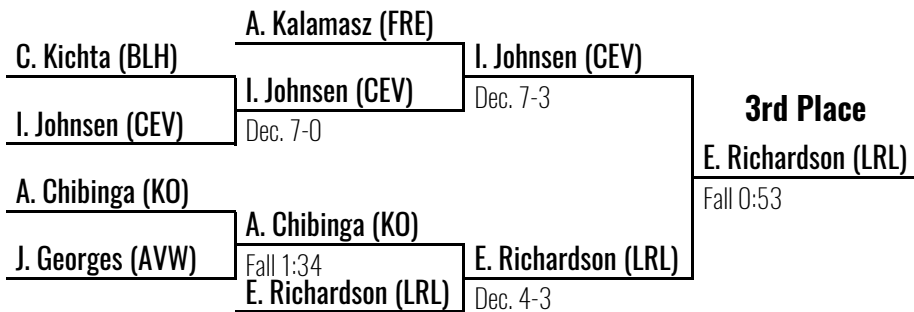 A. Kalamasz (FRE)
C. Kichta (BLH)
I. Johnsen (CEV)
I. Johnsen (CEV)
Dec. 7-3
3rd Place
I. Johnsen (CEV)
Dec. 7-0
E. Richardson (LRL)
Fall 0:53
A. Chibinga (KO)
A. Chibinga (KO)
J. Georges (AVW)
Fall 1:34
E. Richardson (LRL)
E. Richardson (LRL)
Dec. 4-3